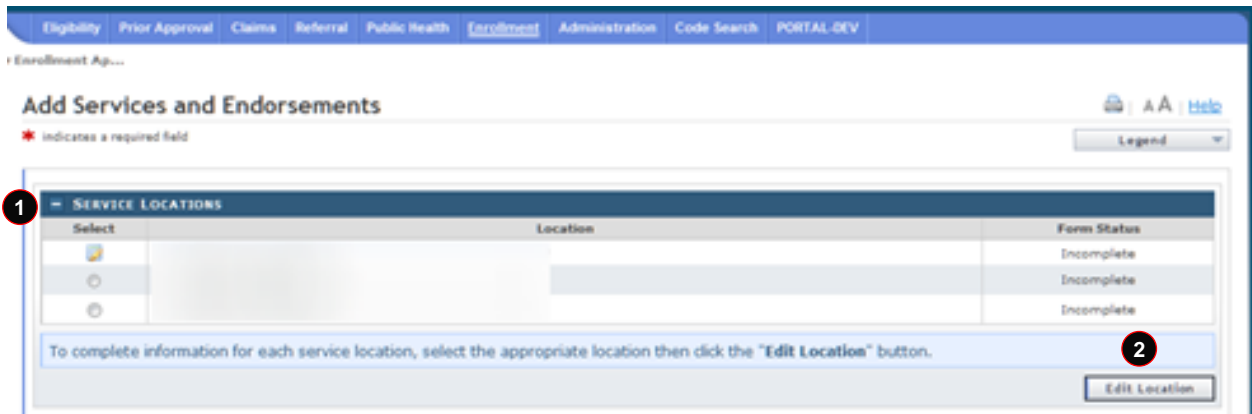 Eligibility Prior Approval Claims Referral Public Health Enrollment Administration Code Search PORTAL-DEV
› Enrollment Ap...
Add Services and Endorsements
A A | Help
* indicates a required field
Legend
1
– SERVICE LOCATIONS
Select Location Form Status
Incomplete
Incomplete
Incomplete
To complete information for each service location, select the appropriate location then click the "Edit Location" button.
2
Edit Location